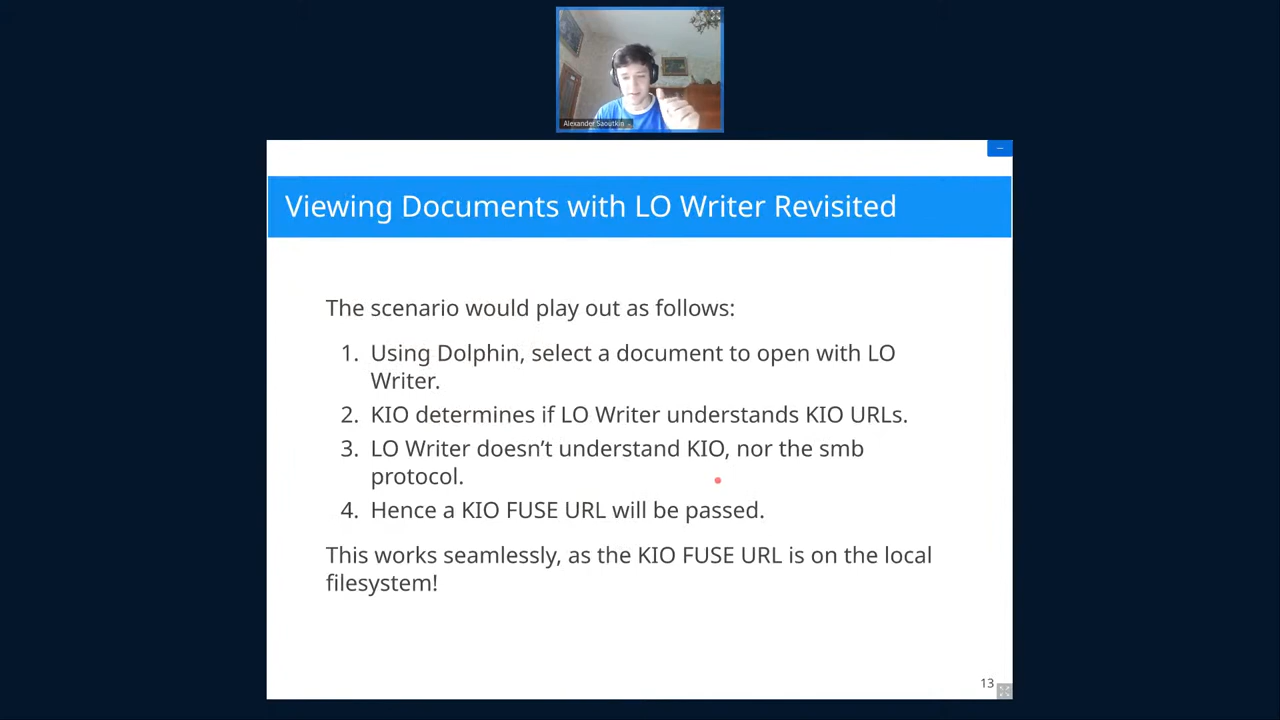 Alexander Saoutkin
Viewing Documents with LO Writer Revisited
The scenario would play out as follows:
1. Using Dolphin, select a document to open with LO
Writer.
2. KIO determines if LO Writer understands KIO URLs.
3. LO Writer doesn’t understand KIO, nor the smb
protocol.
4. Hence a KIO FUSE URL will be passed.
This works seamlessly, as the KIO FUSE URL is on the local
filesystem!
13